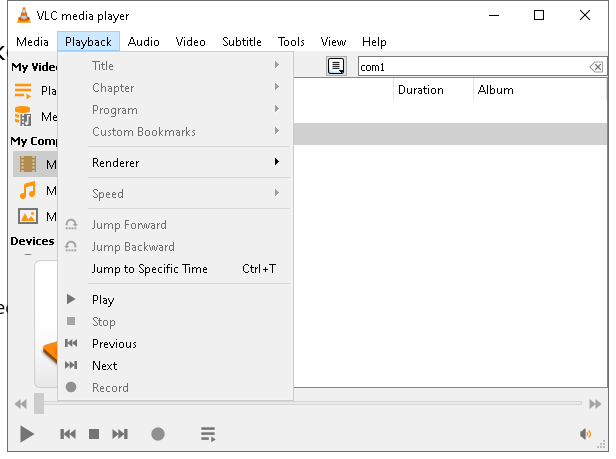 VLC media player
Media Playback Audio Video Subtitle Tools View Help
My Vide
Pla
Me
My Comp
M
M
M
Devices
com1
Duration Album
Title
Chapter
Program
Custom Bookmarks
Renderer
Speed
Jump Forward
Jump Backward
Jump to Specific Time Ctrl+T
Play
Stop
Previous
Next
Record